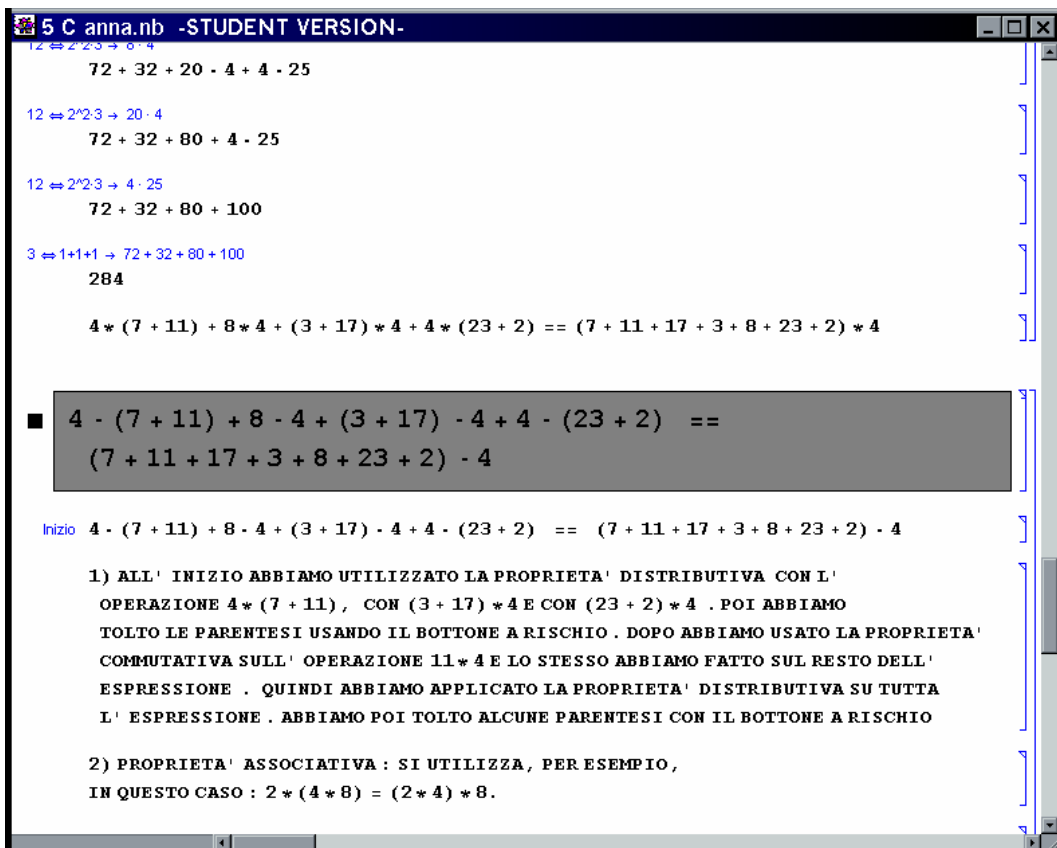 5 C anna.nb -STUDENT VERSION-
12 ⇔ 2^2·3 → 8 · 4
72 + 32 + 20 · 4 + 4 · 25
12 ⇔ 2^2·3 → 20 · 4
72 + 32 + 80 + 4 · 25
12 ⇔ 2^2·3 → 4 · 25
72 + 32 + 80 + 100
3 ⇔ 1+1+1 → 72 + 32 + 80 + 100
284
4 * (7 + 11) + 8 * 4 + (3 + 17) * 4 + 4 * (23 + 2) == (7 + 11 + 17 + 3 + 8 + 23 + 2) * 4
4 · (7 + 11) + 8 · 4 + (3 + 17) · 4 + 4 · (23 + 2) ==
(7 + 11 + 17 + 3 + 8 + 23 + 2) · 4
Inizio 4 · (7 + 11) + 8 · 4 + (3 + 17) · 4 + 4 · (23 + 2) == (7 + 11 + 17 + 3 + 8 + 23 + 2) · 4
1) ALL' INIZIO ABBIAMO UTILIZZATO LA PROPRIETA' DISTRIBUTIVA CON L'
OPERAZIONE 4 * (7 + 11), CON (3 + 17) * 4 E CON (23 + 2) * 4 . POI ABBIAMO
TOLTO LE PARENTESI USANDO IL BOTTONE A RISCHIO . DOPO ABBIAMO USATO LA PROPRIETA'
COMMUTATIVA SULL' OPERAZIONE 11 * 4 E LO STESSO ABBIAMO FATTO SUL RESTO DELL'
ESPRESSIONE . QUINDI ABBIAMO APPLICATO LA PROPRIETA' DISTRIBUTIVA SU TUTTA
L' ESPRESSIONE . ABBIAMO POI TOLTO ALCUNE PARENTESI CON IL BOTTONE A RISCHIO
2) PROPRIETA' ASSOCIATIVA : SI UTILIZZA, PER ESEMPIO,
IN QUESTO CASO : 2 * (4 * 8) = (2 * 4) * 8.